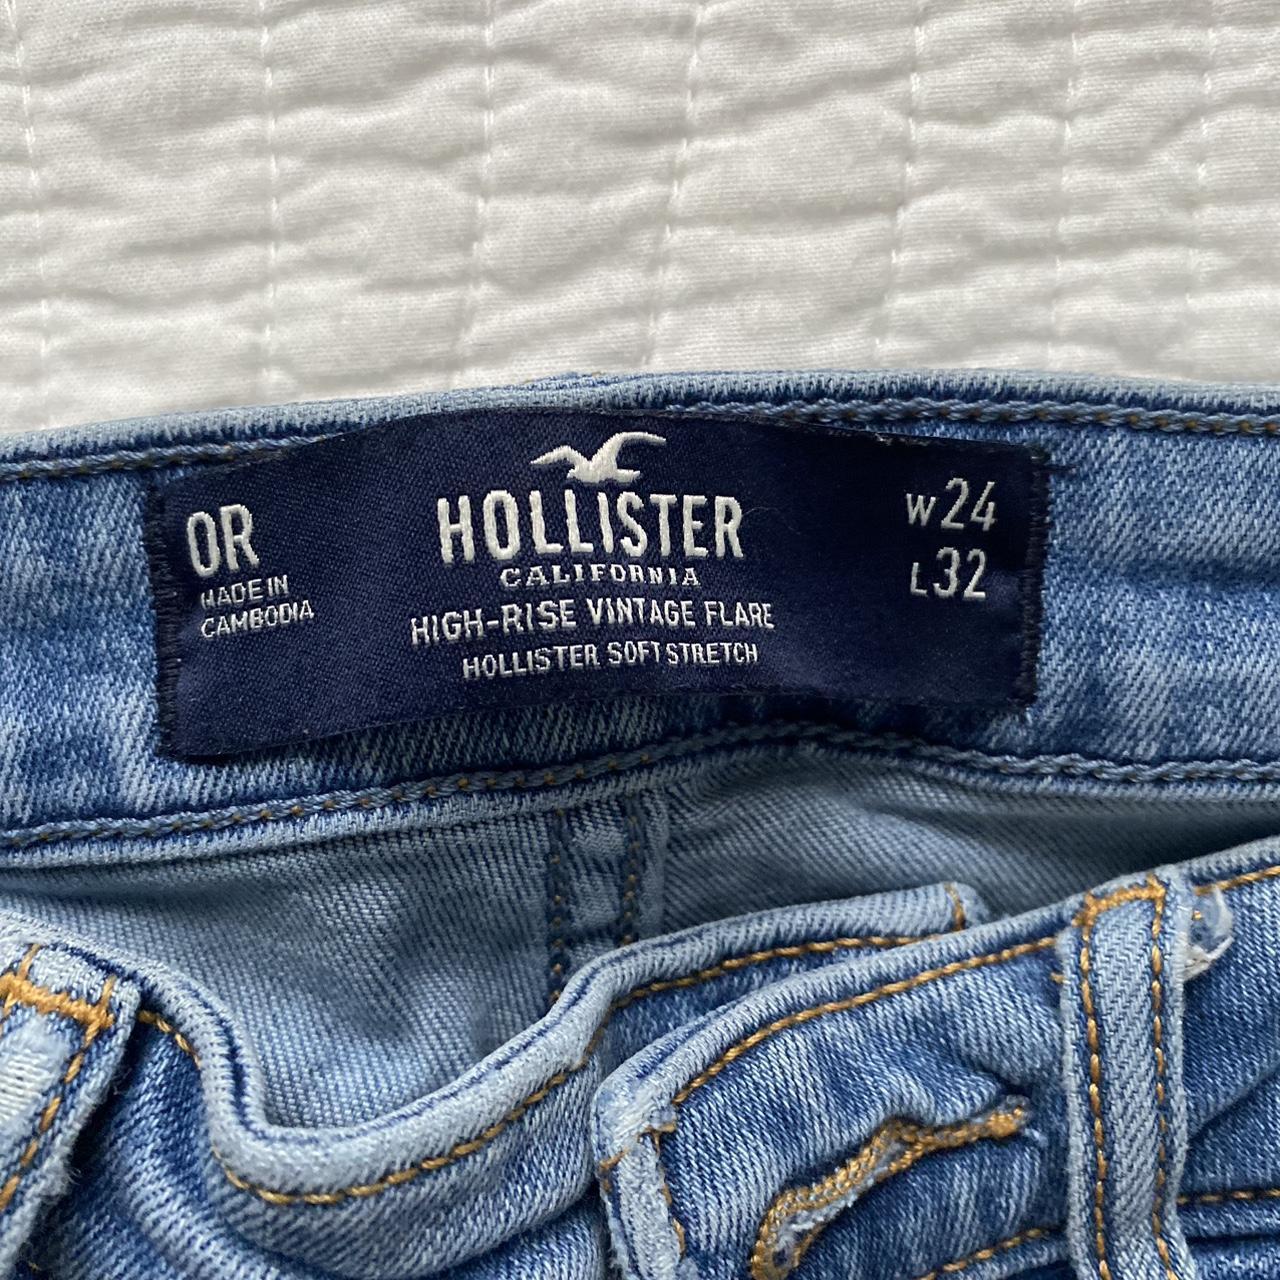 0R
MADE IN
CAMBODIA
HOLLISTER
CALIFORNIA
HIGH-RISE VINTAGE FLARE
HOLLISTER SOFT STRETCH
W24
L32